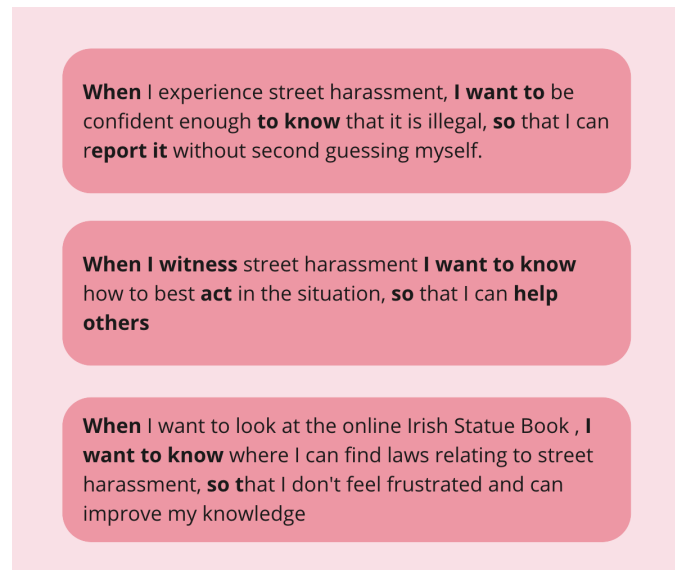 When I experience street harassment, I want to be
confident enough to know that it is illegal, so that I can
report it without second guessing myself.
When I witness street harassment I want to know
how to best act in the situation, so that I can help
others
When I want to look at the online Irish Statue Book , I
want to know where I can find laws relating to street
harassment, so that I don't feel frustrated and can
improve my knowledge